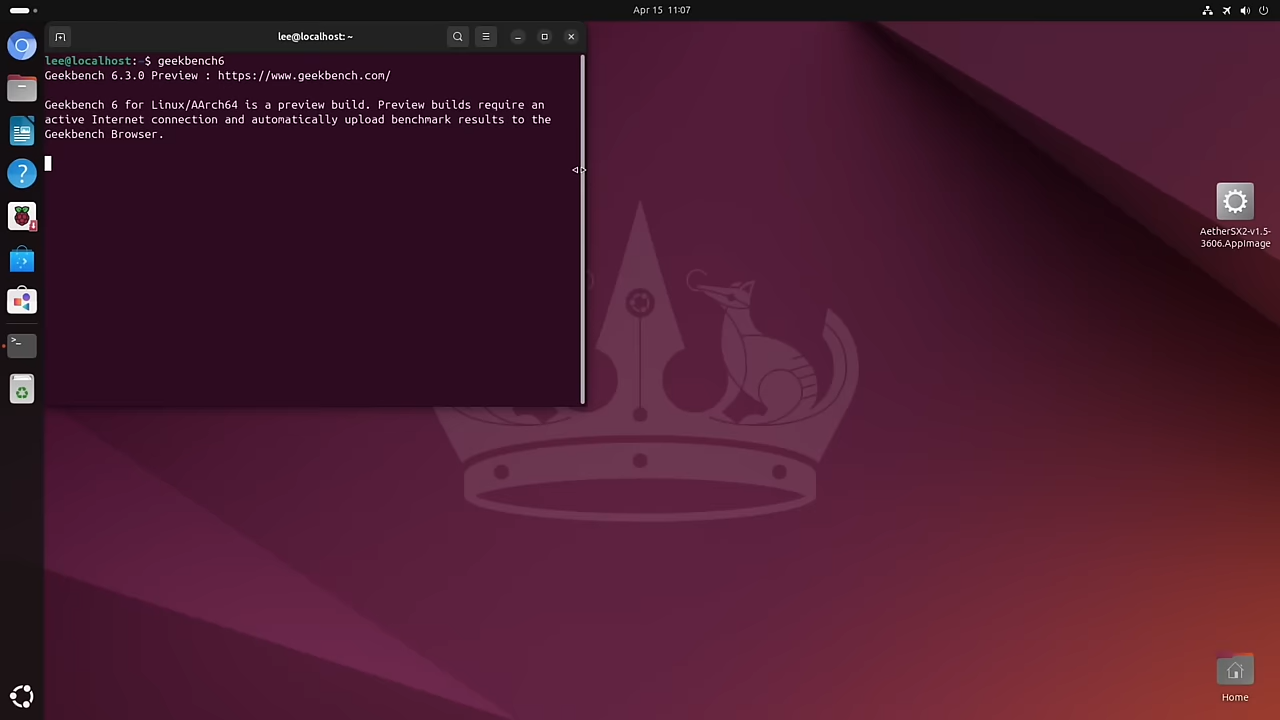 Apr 15 11:07
lee@localhost: ~
lee@localhost:~$ geekbench6
Geekbench 6.3.0 Preview : https://www.geekbench.com/
Geekbench 6 for Linux/AArch64 is a preview build. Preview builds require an
active Internet connection and automatically upload benchmark results to the
Geekbench Browser.
AetherSX2-v1.5-
3606.AppImage
Home